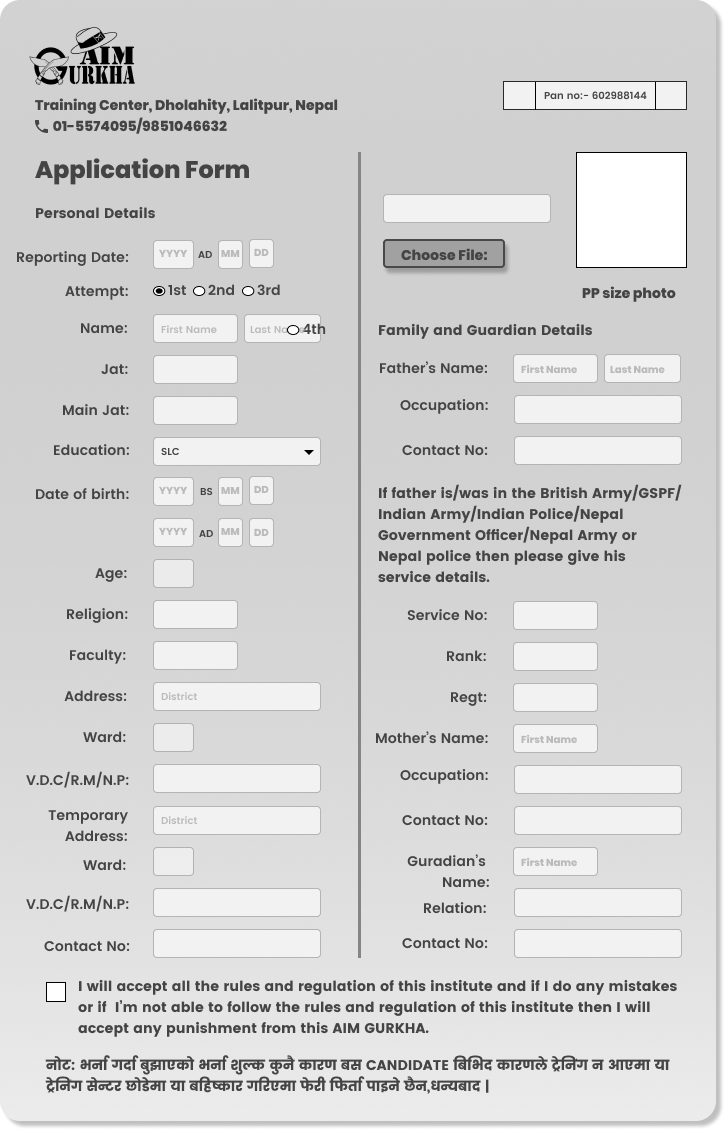 AIM
GURKHA
Training Center, Dholahity, Lalitpur, Nepal
01-5574095/9851046632
Pan no:- 602988144
Application Form
Personal Details
Reporting Date: YYYY AD MM DD
Attempt: 1st 2nd 3rd
Name: First Name Last Name 4th
Jat:
Main Jat:
Education: SLC
Date of birth: YYYY BS MM DD
YYYY AD MM DD
Age:
Religion:
Faculty:
Address: District
Ward:
V.D.C/R.M/N.P:
Temporary
Address:
District
Ward:
V.D.C/R.M/N.P:
Contact No:
Choose File:
PP size photo
Family and Guardian Details
Father's Name: First Name Last Name
Occupation:
Contact No:
If father is/was in the British Army/GSPF/
Indian Army/Indian Police/Nepal
Government Officer/Nepal Army or
Nepal police then please give his
service details.
Service No:
Rank:
Regt:
Mother's Name: First Name
Occupation:
Contact No:
Guradian's
Name:
First Name
Relation:
Contact No:
I will accept all the rules and regulation of this institute and if I do any mistakes
or if I'm not able to follow the rules and regulation of this institute then I will
accept any punishment from this AIM GURKHA.
नोट: भर्ना गर्दा बुझाएको भर्ना शुल्क कुनै कारण बस CANDIDATE बिभिद कारणले ट्रेनिग न आएमा या
ट्रेनिग सेन्टर छोडेमा या बहिष्कार गरिएमा फेरी फिर्ता पाइने छैन,धन्यबाद |